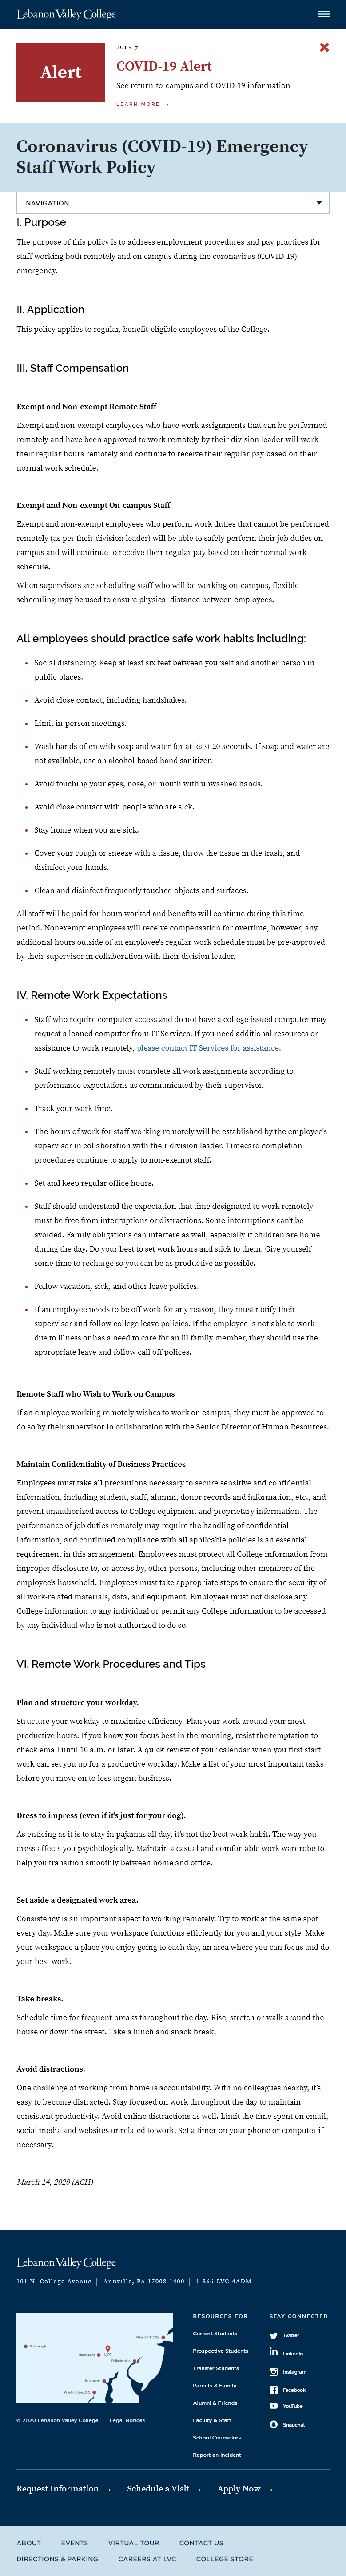 Lebanon Valley College
Alert
JULY 7
COVID-19 Alert
See return-to-campus and COVID-19 information
LEARN MORE →
Coronavirus (COVID-19) Emergency
Staff Work Policy
NAVIGATION
I. Purpose
The purpose of this policy is to address employment procedures and pay practices for
staff working both remotely and on campus during the coronavirus (COVID-19)
emergency.
II. Application
This policy applies to regular, benefit-eligible employees of the College.
III. Staff Compensation
Exempt and Non-exempt Remote Staff
Exempt and non-exempt employees who have work assignments that can be performed
remotely and have been approved to work remotely by their division leader will work
their regular hours remotely and continue to receive their regular pay based on their
normal work schedule.
Exempt and Non-exempt On-campus Staff
Exempt and non-exempt employees who perform work duties that cannot be performed
remotely (as per their division leader) will be able to safely perform their job duties on
campus and will continue to receive their regular pay based on their normal work
schedule.
When supervisors are scheduling staff who will be working on-campus, flexible
scheduling may be used to ensure physical distance between employees.
All employees should practice safe work habits including:
Social distancing: Keep at least six feet between yourself and another person in
public places.
Avoid close contact, including handshakes.
Limit in-person meetings.
Wash hands often with soap and water for at least 20 seconds. If soap and water are
not available, use an alcohol-based hand sanitizer.
Avoid touching your eyes, nose, or mouth with unwashed hands.
Avoid close contact with people who are sick.
Stay home when you are sick.
Cover your cough or sneeze with a tissue, throw the tissue in the trash, and
disinfect your hands.
Clean and disinfect frequently touched objects and surfaces.
All staff will be paid for hours worked and benefits will continue during this time
period. Nonexempt employees will receive compensation for overtime, however, any
additional hours outside of an employee's regular work schedule must be pre-approved
by their supervisor in collaboration with their division leader.
IV. Remote Work Expectations
Staff who require computer access and do not have a college issued computer may
request a loaned computer from IT Services. If you need additional resources or
assistance to work remotely, please contact IT Services for assistance.
Staff working remotely must complete all work assignments according to
performance expectations as communicated by their supervisor.
Track your work time.
The hours of work for staff working remotely will be established by the employee's
supervisor in collaboration with their division leader. Timecard completion
procedures continue to apply to non-exempt staff.
Set and keep regular office hours.
Staff should understand the expectation that time designated to work remotely
must be free from interruptions or distractions. Some interruptions can't be
avoided. Family obligations can interfere as well, especially if children are home
during the day. Do your best to set work hours and stick to them. Give yourself
some time to recharge so you can be as productive as possible.
Follow vacation, sick, and other leave policies.
If an employee needs to be off work for any reason, they must notify their
supervisor and follow college leave policies. If the employee is not able to work
due to illness or has a need to care for an ill family member, they should use the
appropriate leave and follow call off polices.
Remote Staff who Wish to Work on Campus
If an employee working remotely wishes to work on campus, they must be approved to
do so by their supervisor in collaboration with the Senior Director of Human Resources.
Maintain Confidentiality of Business Practices
Employees must take all precautions necessary to secure sensitive and confidential
information, including student, staff, alumni, donor records and information, etc., and
prevent unauthorized access to College equipment and proprietary information. The
performance of job duties remotely may require the handling of confidential
information, and continued compliance with all applicable policies is an essential
requirement in this arrangement. Employees must protect all College information from
improper disclosure to, or access by, other persons, including other members of the
employee's household. Employees must take appropriate steps to ensure the security of
all work-related materials, data, and equipment. Employees must not disclose any
College information to any individual or permit any College information to be accessed
by any individual who is not authorized to do so.
VI. Remote Work Procedures and Tips
Plan and structure your workday.
Structure your workday to maximize efficiency. Plan your work around your most
productive hours. If you know you focus best in the morning, resist the temptation to
check email until 10 a.m. or later. A quick review of your calendar when you first start
work can set you up for a productive workday. Make a list of your most important tasks
before you move on to less urgent business.
Dress to impress (even if it's just for your dog).
As enticing as it is to stay in pajamas all day, it's not the best work habit. The way you
dress affects you psychologically. Maintain a casual and comfortable work wardrobe to
help you transition smoothly between home and office.
Set aside a designated work area.
Consistency is an important aspect to working remotely. Try to work at the same spot
every day. Make sure your workspace functions efficiently for you and your style. Make
your workspace a place you enjoy going to each day, an area where you can focus and do
your best work.
Take breaks.
Schedule time for frequent breaks throughout the day. Rise, stretch or walk around the
house or down the street. Take a lunch and snack break.
Avoid distractions.
One challenge of working from home is accountability. With no colleagues nearby, it's
easy to become distracted. Stay focused on work throughout the day to maintain
consistent productivity. Avoid online distractions as well. Limit the time spent on email,
social media and websites unrelated to work. Set a timer on your phone or computer if
necessary.
March 14, 2020 (ACH)
Lebanon Valley College
101 N. College Avenue | Annville, PA 17003-1400 | 1-866-LVC-4ADM
Pittsburgh
Harrisburg
LVC
New York City
Philadelphia
Baltimore
Washington, D.C.
© 2020 Lebanon Valley College
Legal Notices
RESOURCES FOR
Current Students
Prospective Students
Transfer Students
Parents & Family
Alumni & Friends
Faculty & Staff
School Counselors
Report an Incident
STAY CONNECTED
Twitter
LinkedIn
Instagram
Facebook
YouTube
Snapchat
Request Information →
Schedule a Visit →
Apply Now →
ABOUT EVENTS VIRTUAL TOUR CONTACT US
DIRECTIONS & PARKING CAREERS AT LVC COLLEGE STORE